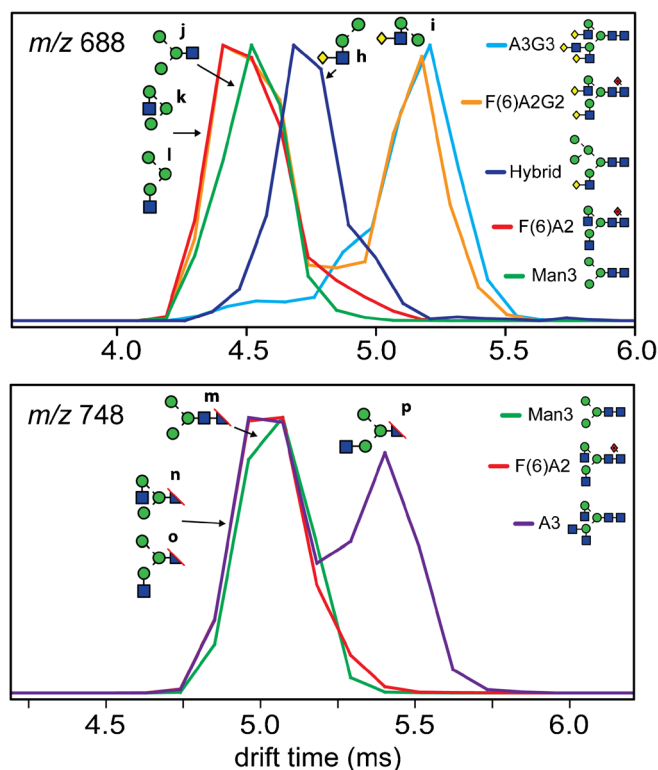 m/z 688
j
h
i
k
l
A3G3
F(6)A2G2
Hybrid
F(6)A2
Man3
4.0 4.5 5.0 5.5 6.0
m/z 748
m
p
n
o
Man3
F(6)A2
A3
4.5 5.0 5.5 6.0
drift time (ms)